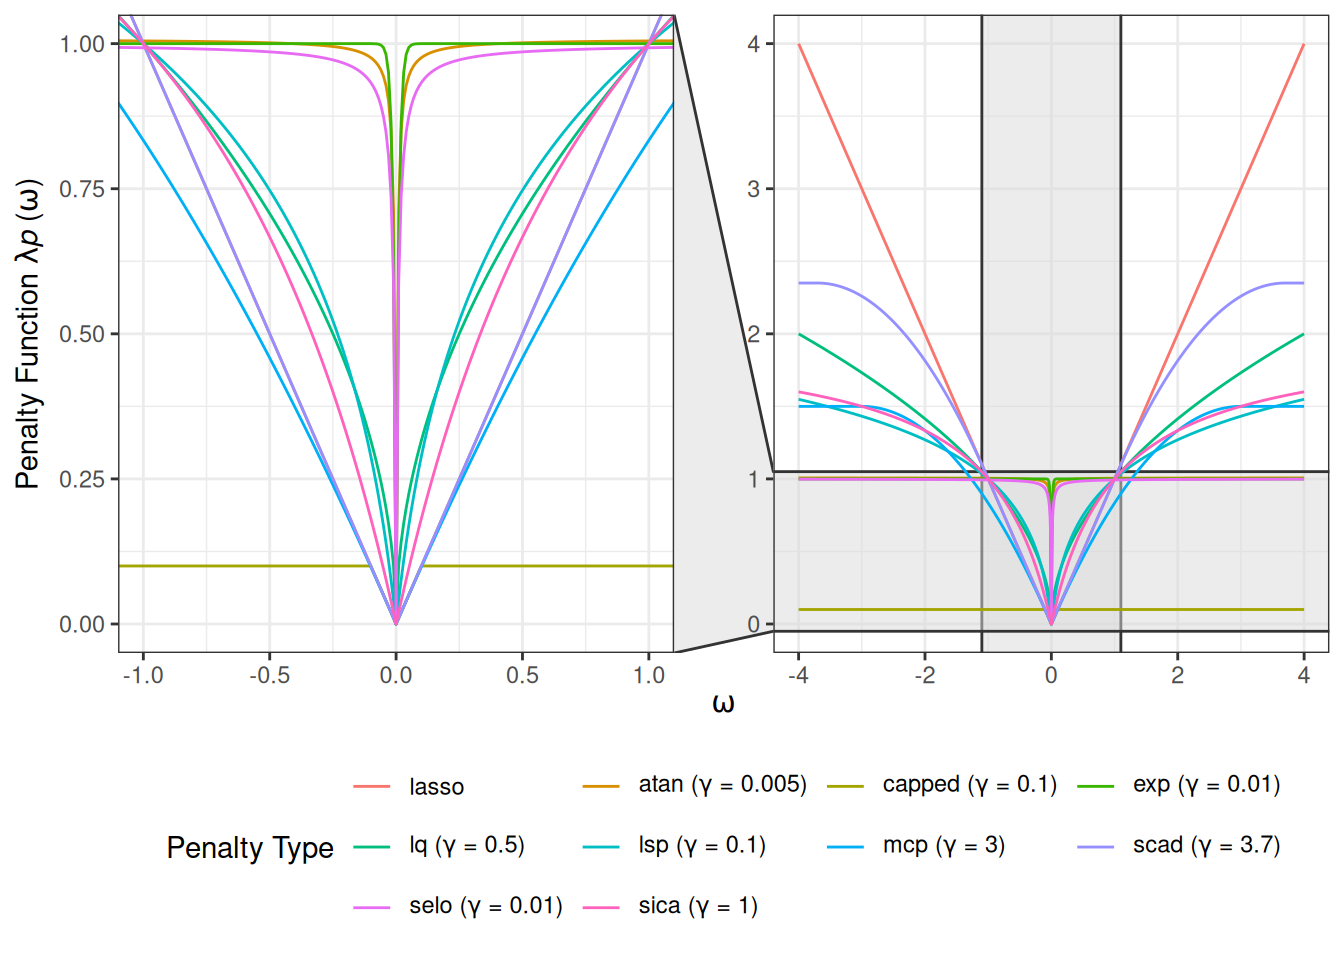 Penalty Function λp (ω)
1.00
0.75
0.50
0.25
0.00
-1.0 -0.5 0.0 0.5 1.0
4
3
2
1
0
-4 -2 0 2 4
ω
Penalty Type
lasso atan (γ = 0.005) capped (γ = 0.1) exp (γ = 0.01)
lq (γ = 0.5) lsp (γ = 0.1) mcp (γ = 3) scad (γ = 3.7)
selo (γ = 0.01) sica (γ = 1)